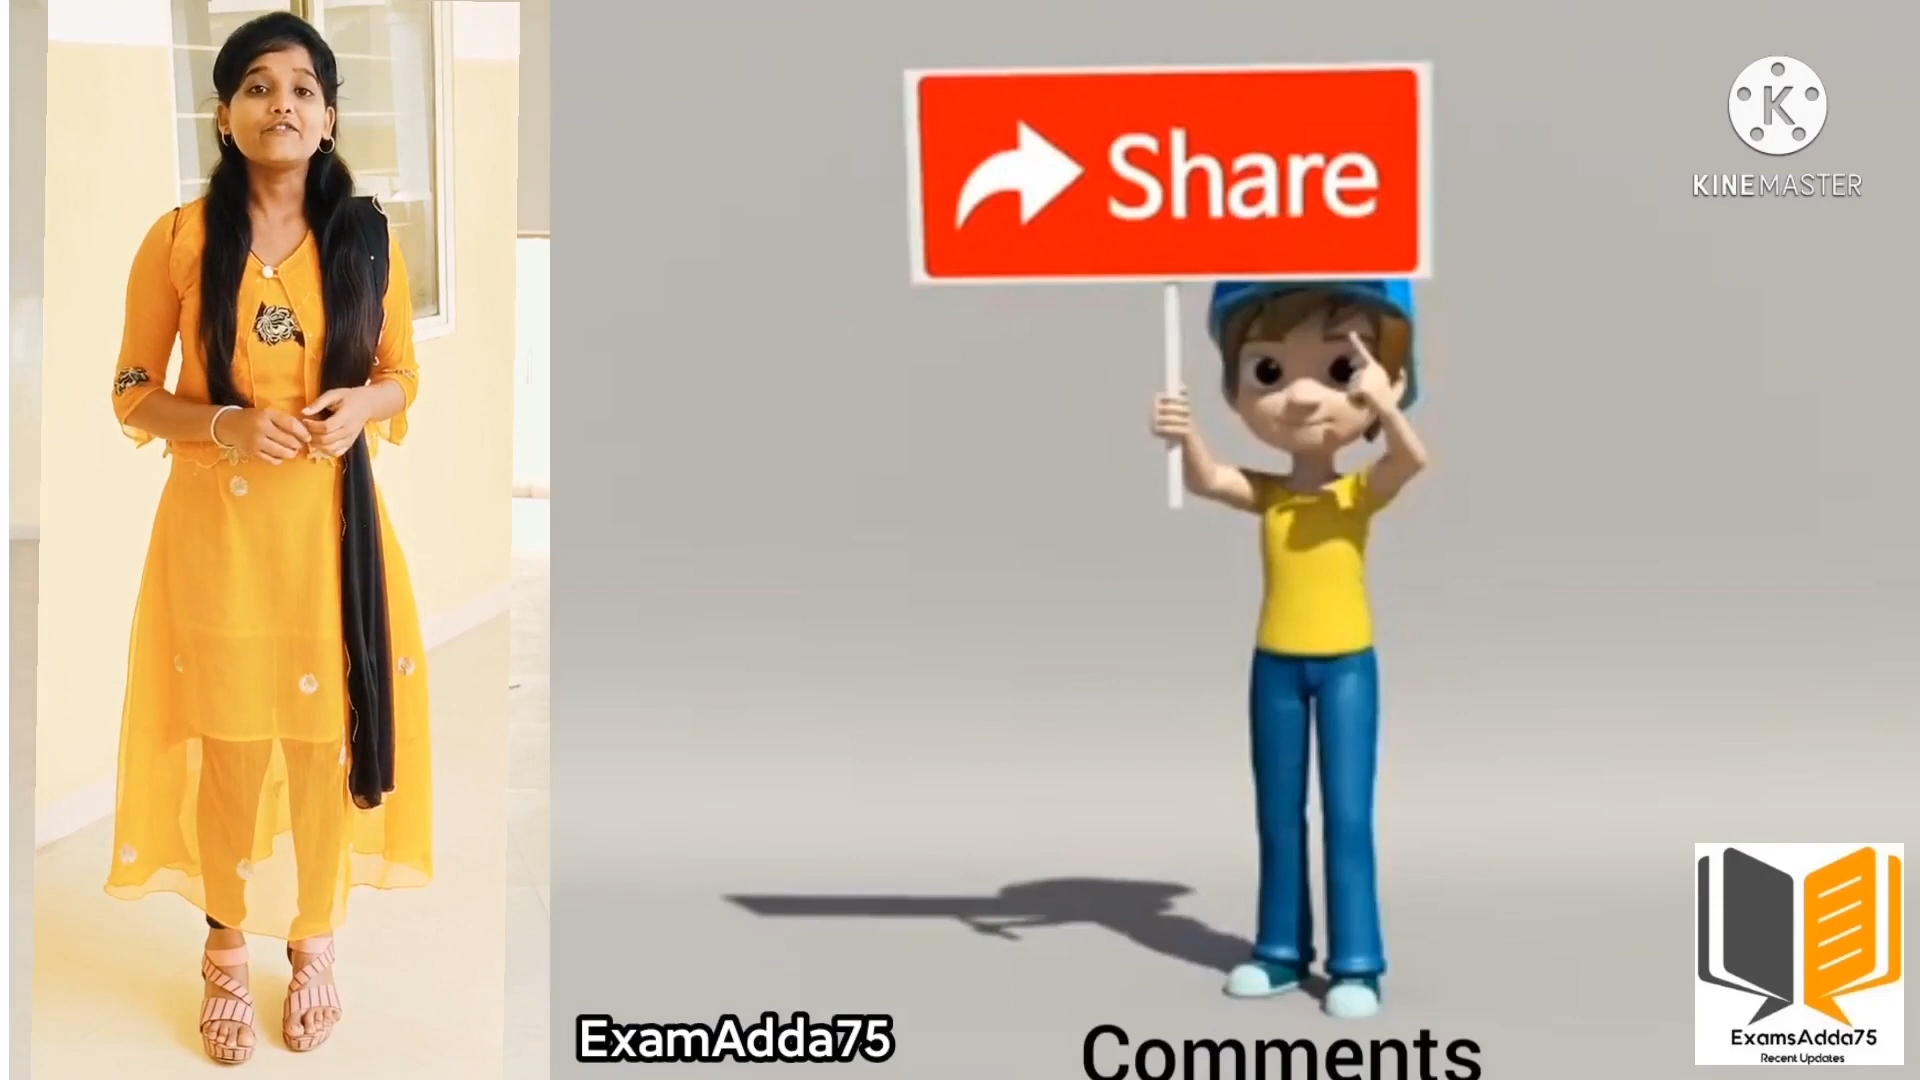 Share
K
KINEMASTER
ExamAdda75
Comments
ExamsAdda75
Recent Updates